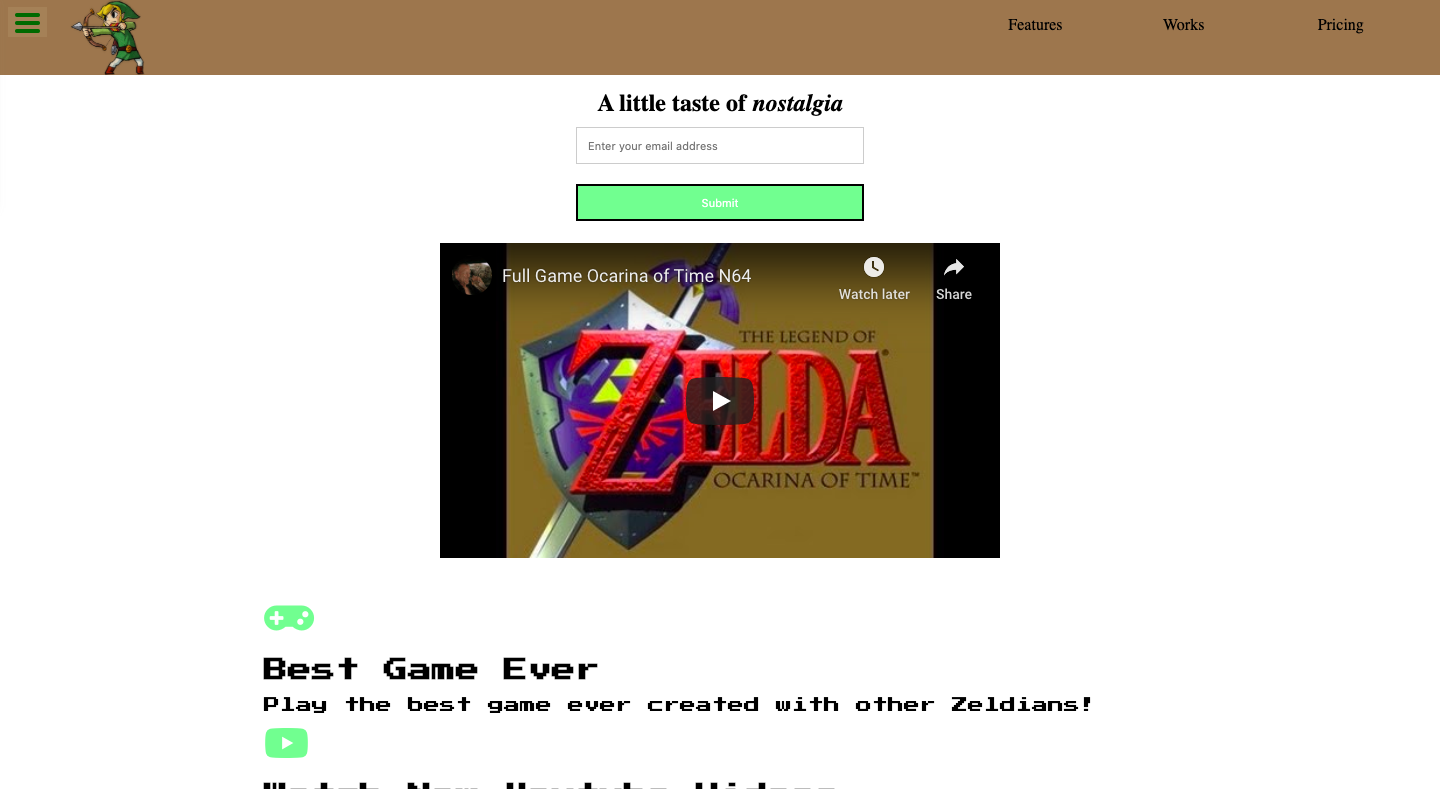 Features Works Pricing
A little taste of nostalgia
Enter your email address
Submit
Full Game Ocarina of Time N64
Watch later Share
THE LEGEND OF
ZELDA
OCARINA OF TIME™
Best Game Ever
Play the best game ever created with other Zeldians!